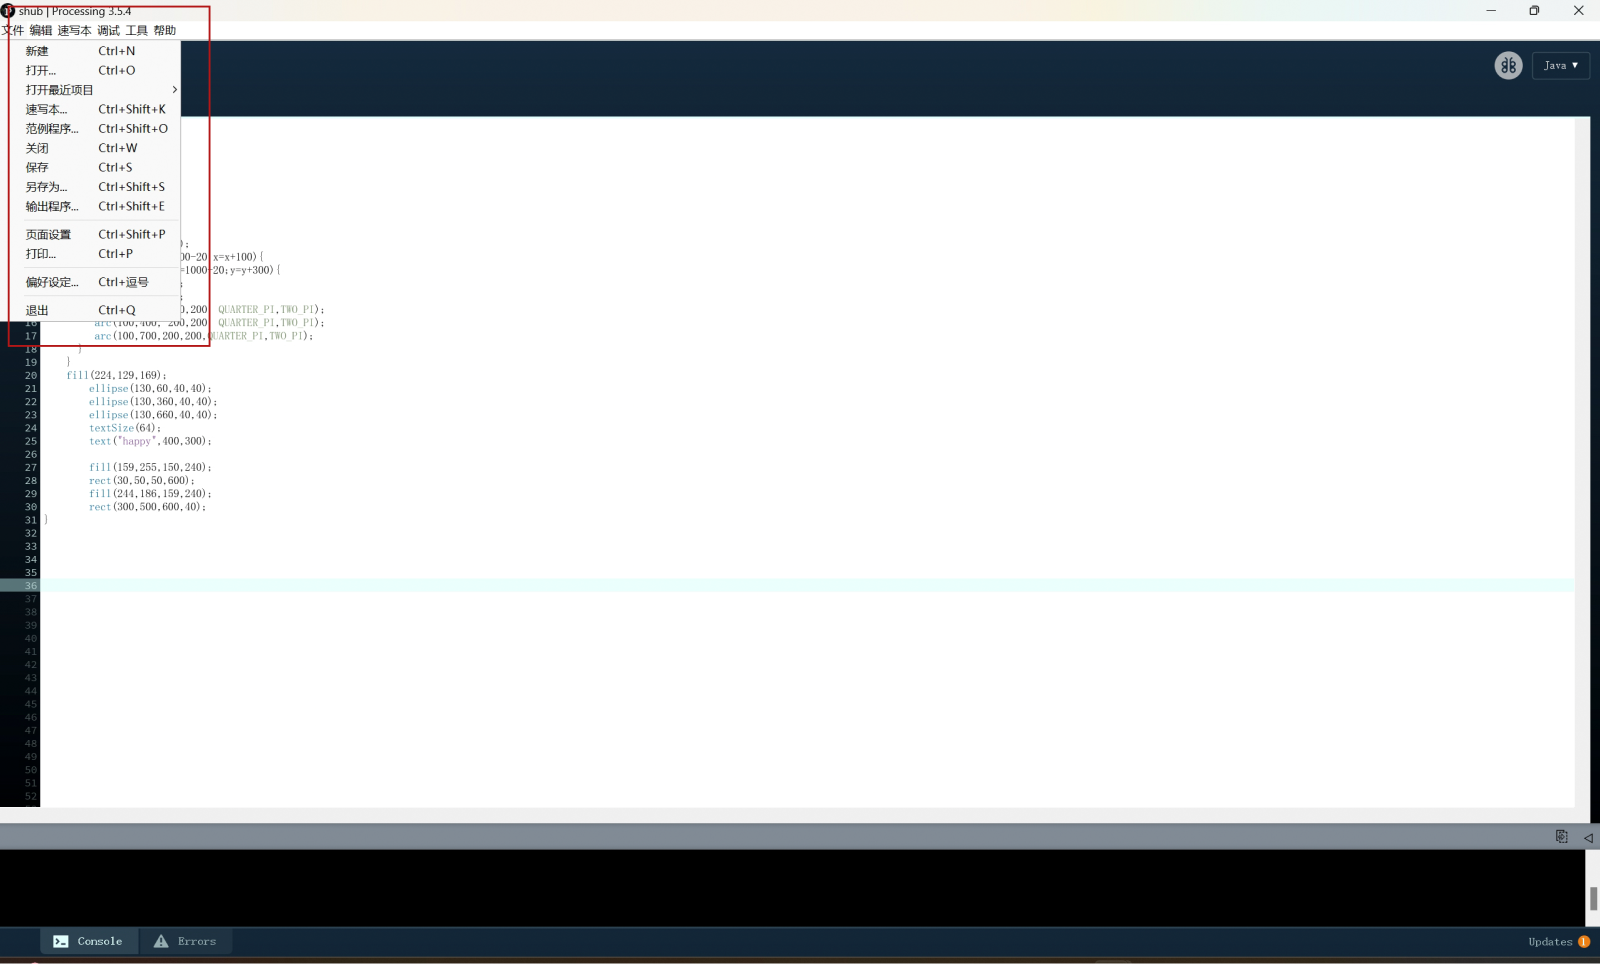 shub | Processing 3.5.4
文件 编辑 速写本 调试 工具 帮助
Java ▼
新建 Ctrl+N
打开... Ctrl+O
打开最近项目 >
速写本... Ctrl+Shift+K
范例程序... Ctrl+Shift+O
关闭 Ctrl+W
保存 Ctrl+S
另存为... Ctrl+Shift+S
输出程序... Ctrl+Shift+E
页面设置 Ctrl+Shift+P
打印... Ctrl+P
偏好设定... Ctrl+逗号
退出 Ctrl+Q
);
00-20;x=x+100){
=1000-20;y=y+300){
;
;
0,200, QUARTER_PI,TWO_PI);
16 arc(100,400, 200,200, QUARTER_PI,TWO_PI);
17 arc(100,700,200,200,QUARTER_PI,TWO_PI);
18 }
19 }
20 fill(224,129,169);
21 ellipse(130,60,40,40);
22 ellipse(130,360,40,40);
23 ellipse(130,660,40,40);
24 textSize(64);
25 text("happy",400,300);
26
27 fill(159,255,150,240);
28 rect(30,50,50,600);
29 fill(244,186,159,240);
30 rect(300,500,600,40);
31 }
32
33
34
35
36
37
38
39
40
41
42
43
44
45
46
47
48
49
50
51
52
Console Errors Updates 1